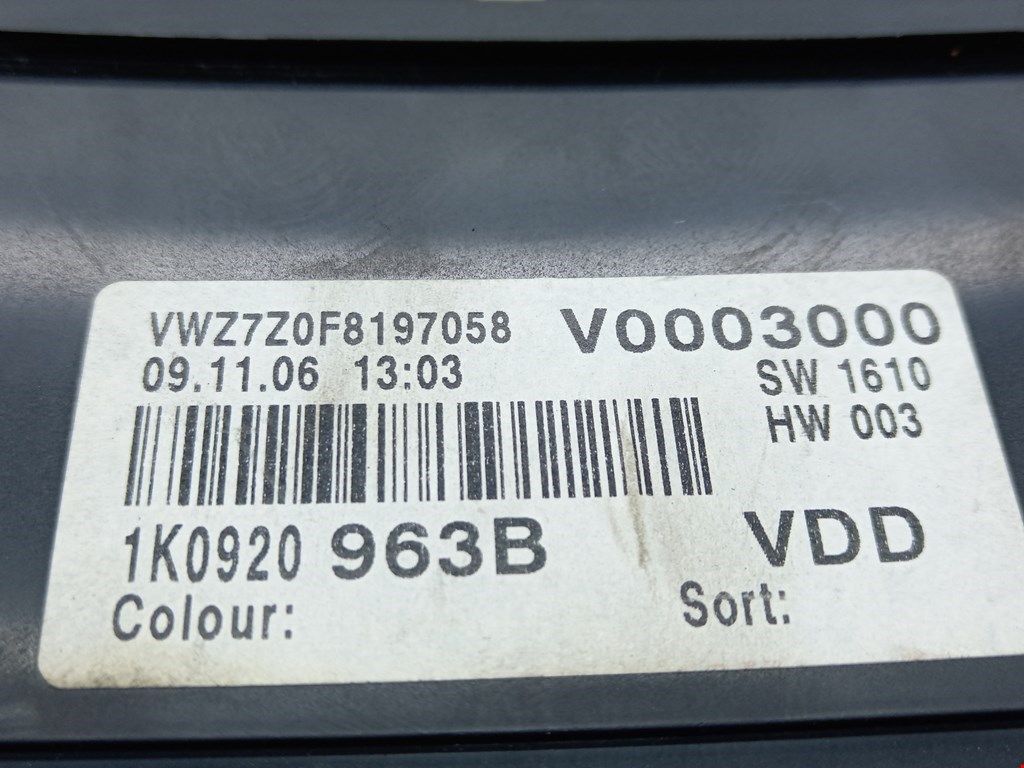 VWZ7Z0F8197058 V0003000
09.11.06 13:03 SW 1610
HW 003
1K0920 963B VDD
Colour: Sort: